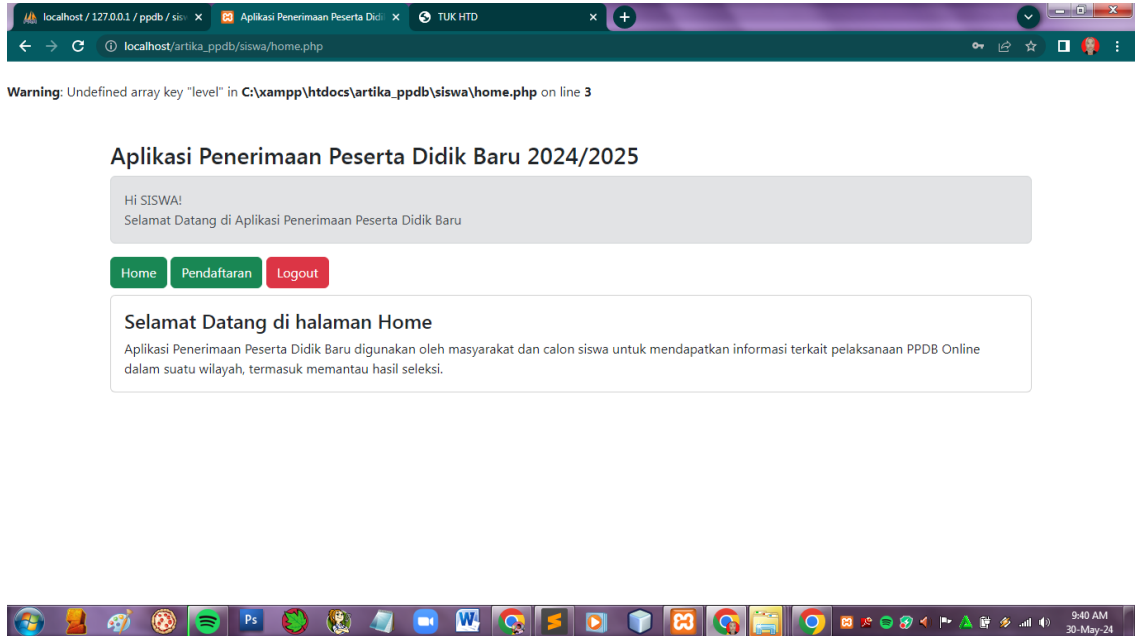 localhost / 127.0.0.1 / ppdb / sis
Aplikasi Penerimaan Peserta Didi
TUK HTD
localhost/artika_ppdb/siswa/home.php
Warning: Undefined array key "level" in C:\xampp\htdocs\artika_ppdb\siswa\home.php on line 3
Aplikasi Penerimaan Peserta Didik Baru 2024/2025
Hi SISWA!
Selamat Datang di Aplikasi Penerimaan Peserta Didik Baru
Home Pendaftaran Logout
Selamat Datang di halaman Home
Aplikasi Penerimaan Peserta Didik Baru digunakan oleh masyarakat dan calon siswa untuk mendapatkan informasi terkait pelaksanaan PPDB Online
dalam suatu wilayah, termasuk memantau hasil seleksi.
Ps
W
9:40 AM
30-May-24